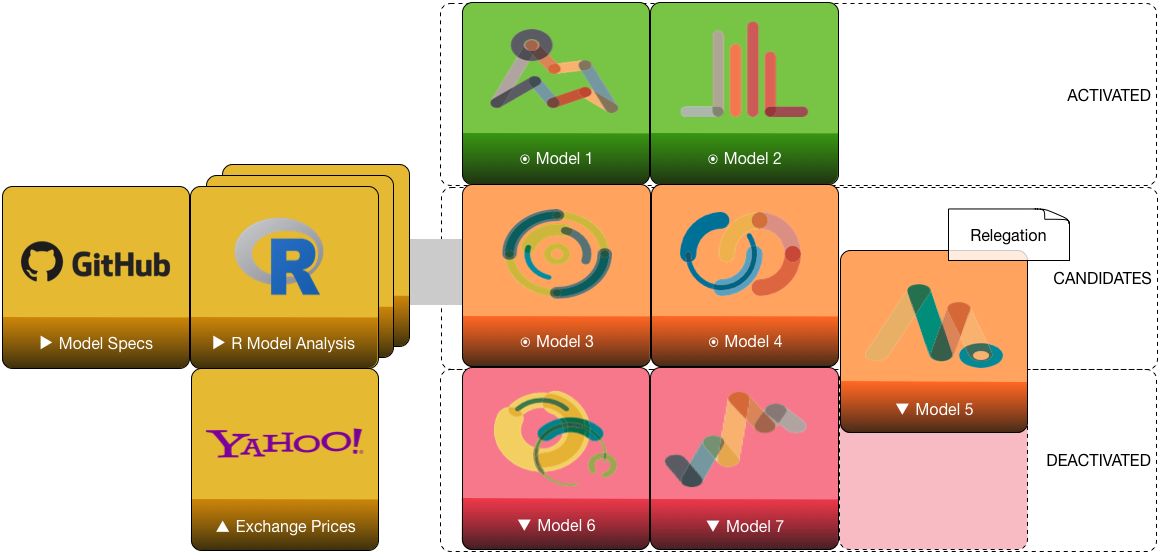 GitHub
▶ Model Specs
R
▶ R Model Analysis
YAHOO!
▲ Exchange Prices
◉ Model 1
◉ Model 2
ACTIVATED
◉ Model 3
◉ Model 4
Relegation
CANDIDATES
▼ Model 5
▼ Model 6
▼ Model 7
DEACTIVATED